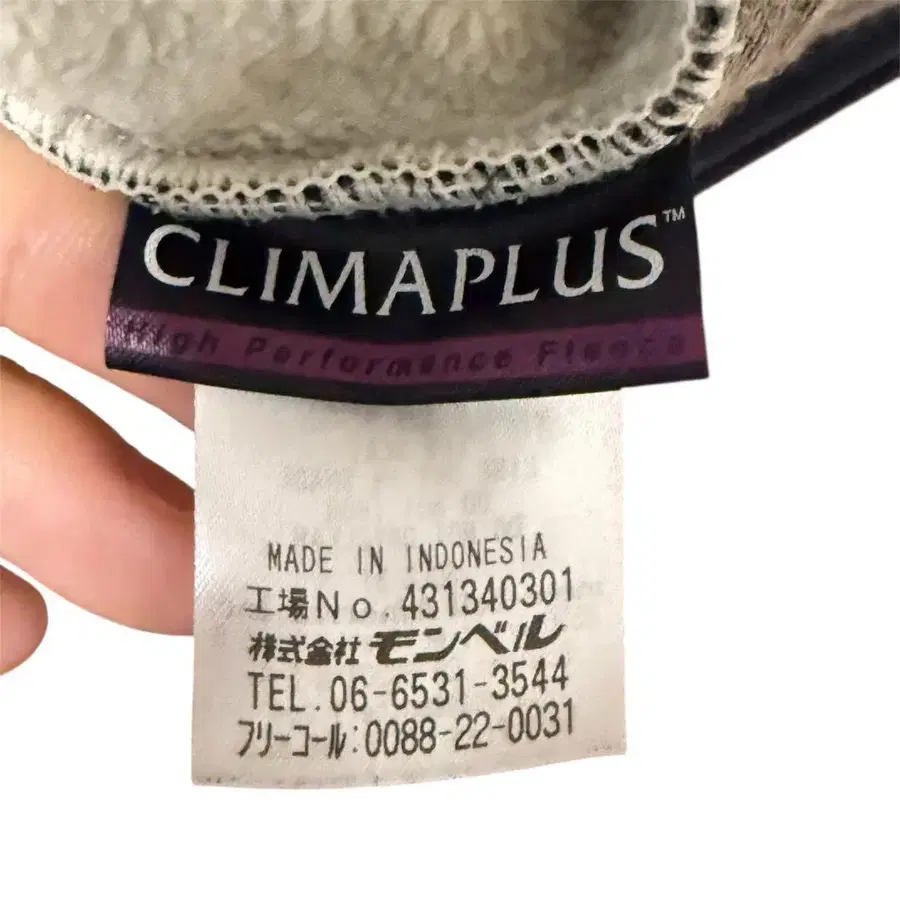 CLIMAPLUS™
High Performance Fleece
MADE IN INDONESIA
工場No. 431340301
株式会社モンベル
TEL. 06-6531-3544
フリーコール:0088-22-0031